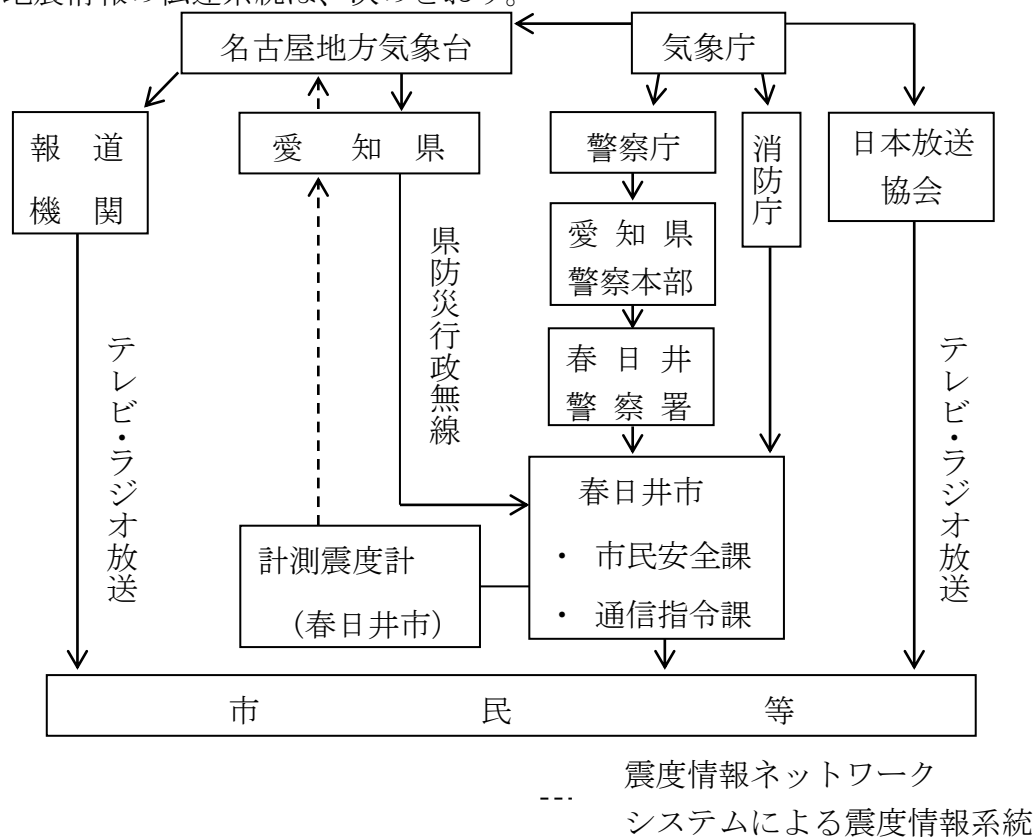 地震情報の伝達系統は、次のとおり。
名古屋地方気象台
気象庁
報 道
機 関
愛 知 県
警察庁
消防庁
日本放送
協会
愛 知 県
警察本部
県防災行政無線
春 日 井
警 察 署
テレビ・ラジオ放送
テレビ・ラジオ放送
春日井市
・ 市民安全課
・ 通信指令課
計測震度計
(春日井市)
市 民 等
震度情報ネットワーク
システムによる震度情報系統